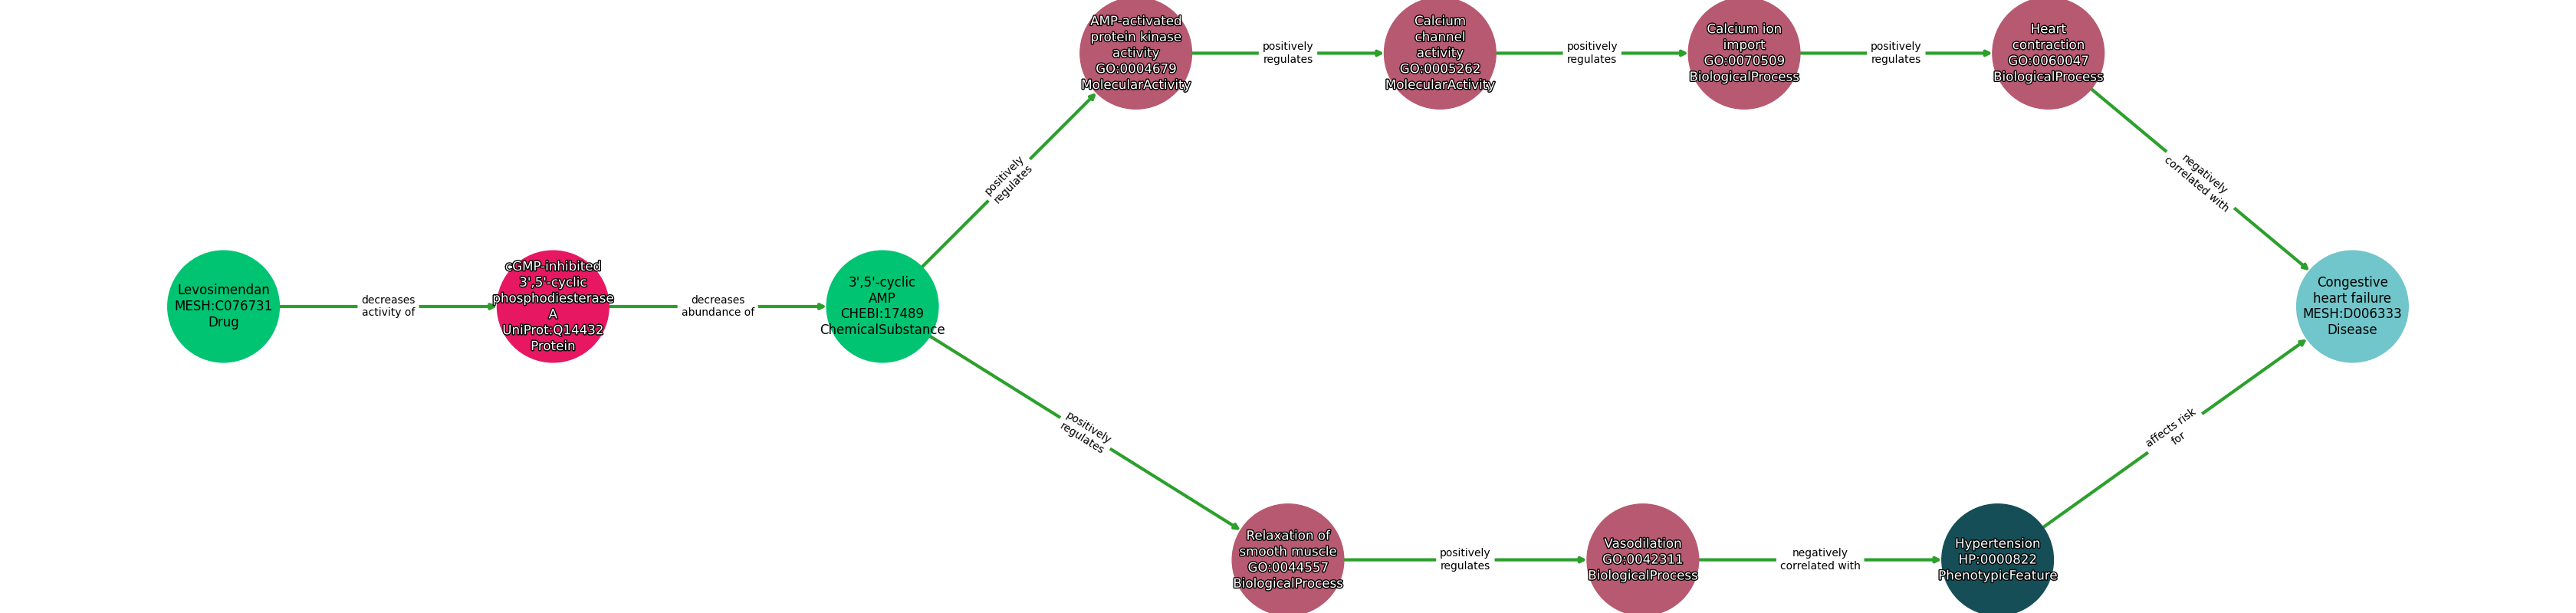 AMP-activated
protein kinase
activity
GO:0004679
MolecularActivity
positively
regulates
Calcium
channel
activity
GO:0005262
MolecularActivity
positively
regulates
Calcium ion
import
GO:0070509
BiologicalProcess
positively
regulates
Heart
contraction
GO:0060047
BiologicalProcess
positively
regulates
negatively
correlated with
Levosimendan
MESH:C076731
Drug
decreases
activity of
cGMP-inhibited
3',5'-cyclic
phosphodiesterase
A
UniProt:Q14432
Protein
decreases
abundance of
3',5'-cyclic
AMP
CHEBI:17489
ChemicalSubstance
Congestive
heart failure
MESH:D006333
Disease
positively
regulates
affects risk
for
Relaxation of
smooth muscle
GO:0044557
BiologicalProcess
positively
regulates
Vasodilation
GO:0042311
BiologicalProcess
negatively
correlated with
Hypertension
HP:0000822
PhenotypicFeature